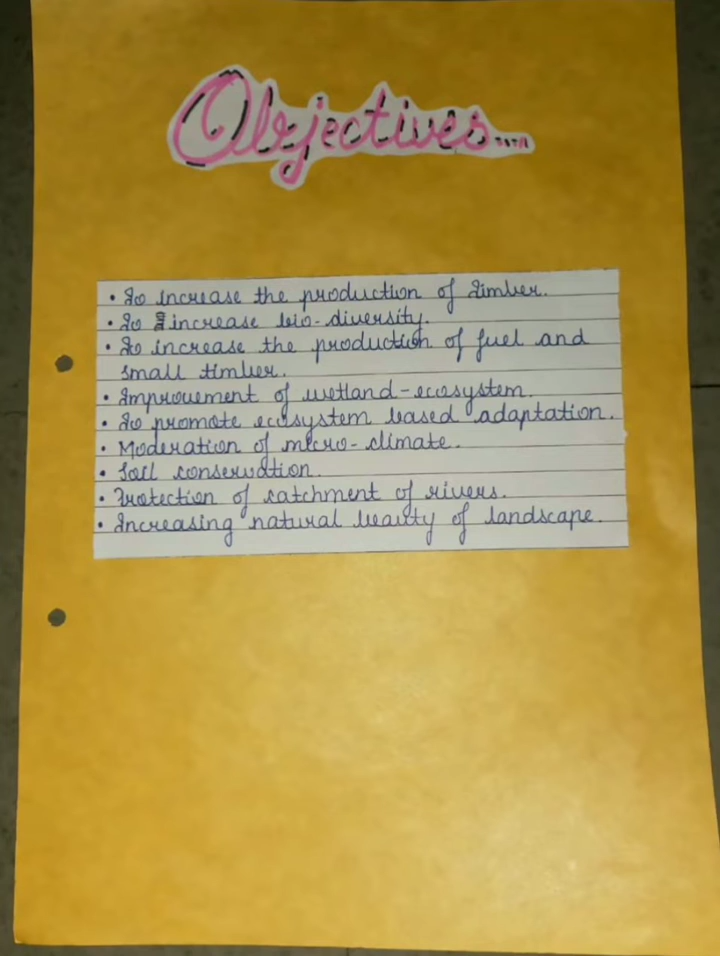 Objectives....
• To increase the production of timber.
• To increase bio-diversity.
• To increase the production of fuel and
small timber.
• Improvement of wetland-ecosystem.
• To promote ecosystem based adaptation.
• Moderation of micro-climate.
• Soil conservation.
• Protection of catchment of rivers.
• Increasing natural beauty of landscape.